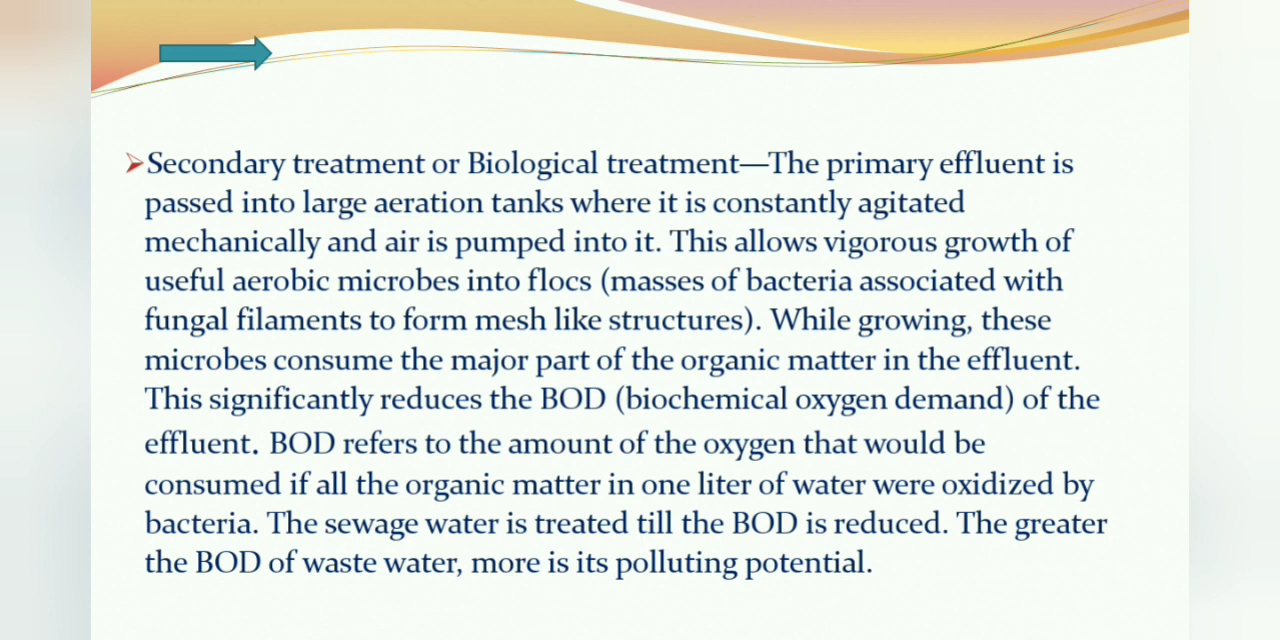 Secondary treatment or Biological treatment—The primary effluent is
passed into large aeration tanks where it is constantly agitated
mechanically and air is pumped into it. This allows vigorous growth of
useful aerobic microbes into flocs (masses of bacteria associated with
fungal filaments to form mesh like structures). While growing, these
microbes consume the major part of the organic matter in the effluent.
This significantly reduces the BOD (biochemical oxygen demand) of the
effluent. BOD refers to the amount of the oxygen that would be
consumed if all the organic matter in one liter of water were oxidized by
bacteria. The sewage water is treated till the BOD is reduced. The greater
the BOD of waste water, more is its polluting potential.